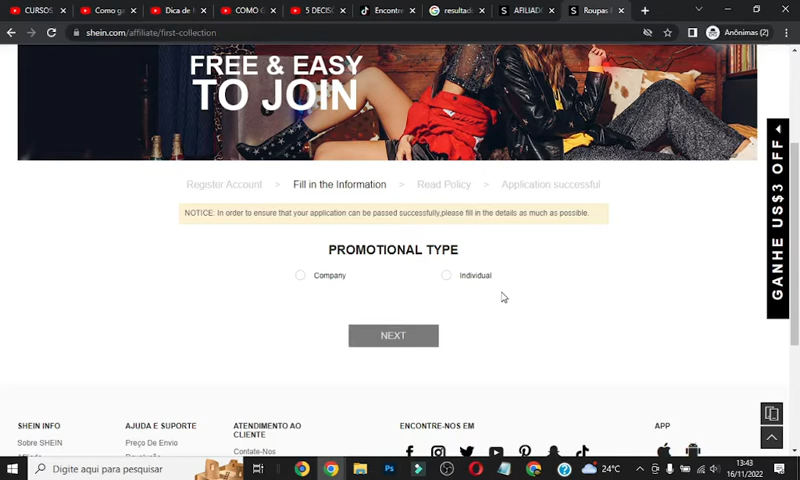 CURSOS
Como ga
Dica de
COMO G
5 DECISO
Encontre
resultado
AFILIADO
Roupas
shein.com/affiliate/first-collection
Anônimas (2)
FREE & EASY
TO JOIN
GANHE US$3 OFF
Register Account > Fill in the Information > Read Policy > Application successful
NOTICE: In order to ensure that your application can be passed successfully,please fill in the details as much as possible.
PROMOTIONAL TYPE
Company
Individual
NEXT
SHEIN INFO
AJUDA E SUPORTE
ATENDIMENTO AO
CLIENTE
ENCONTRE-NOS EM
APP
Sobre SHEIN
Preço De Envio
Contate-Nos
Digite aqui para pesquisar
24°C
13:43
16/11/2022